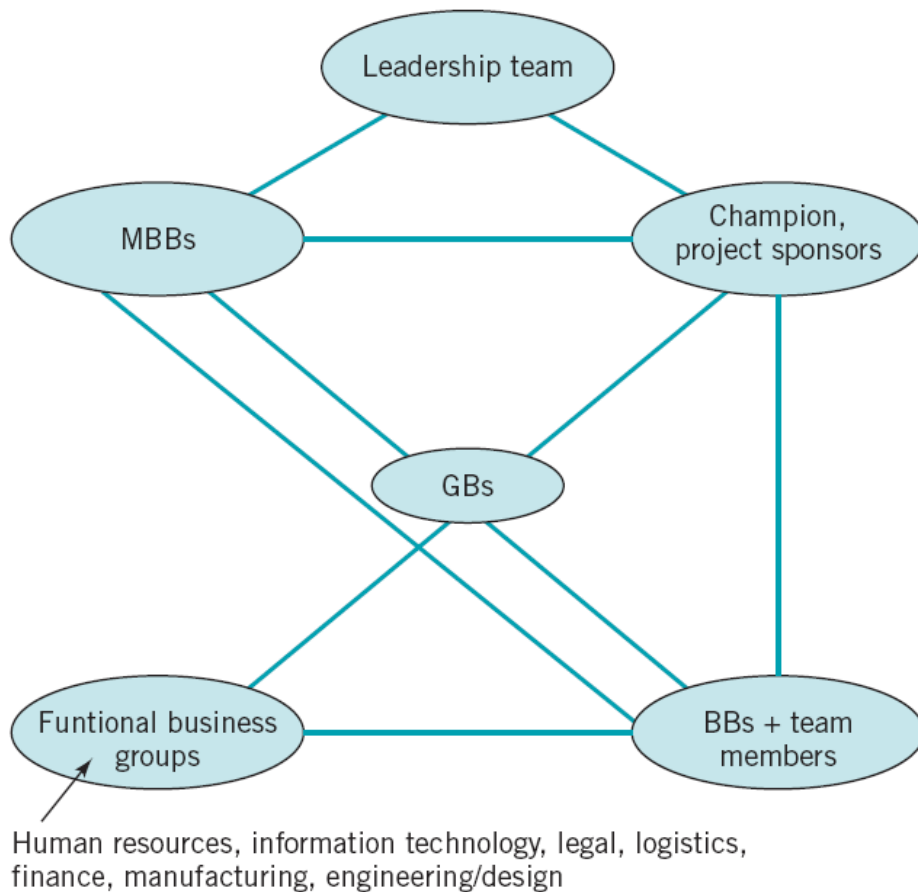 Leadership team
MBBs
Champion,
project sponsors
GBs
Funtional business
groups
BBs + team
members
Human resources, information technology, legal, logistics,
finance, manufacturing, engineering/design